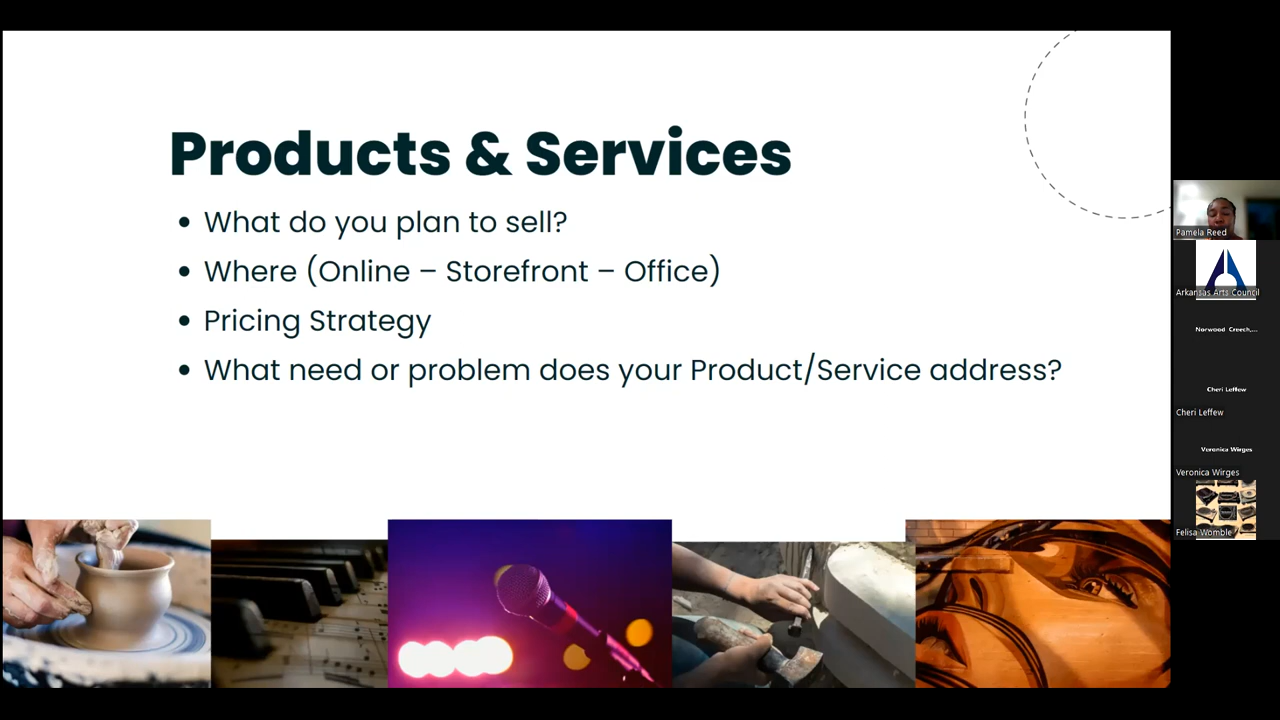 Products & Services
• What do you plan to sell?
• Where (Online – Storefront – Office)
• Pricing Strategy
• What need or problem does your Product/Service address?
Pamela Reed
Arkansas Arts Council
Norwood Creech,...
Cheri Leffew
Cheri Leffew
Veronica Wirges
Veronica Wirges
Felisa Womble